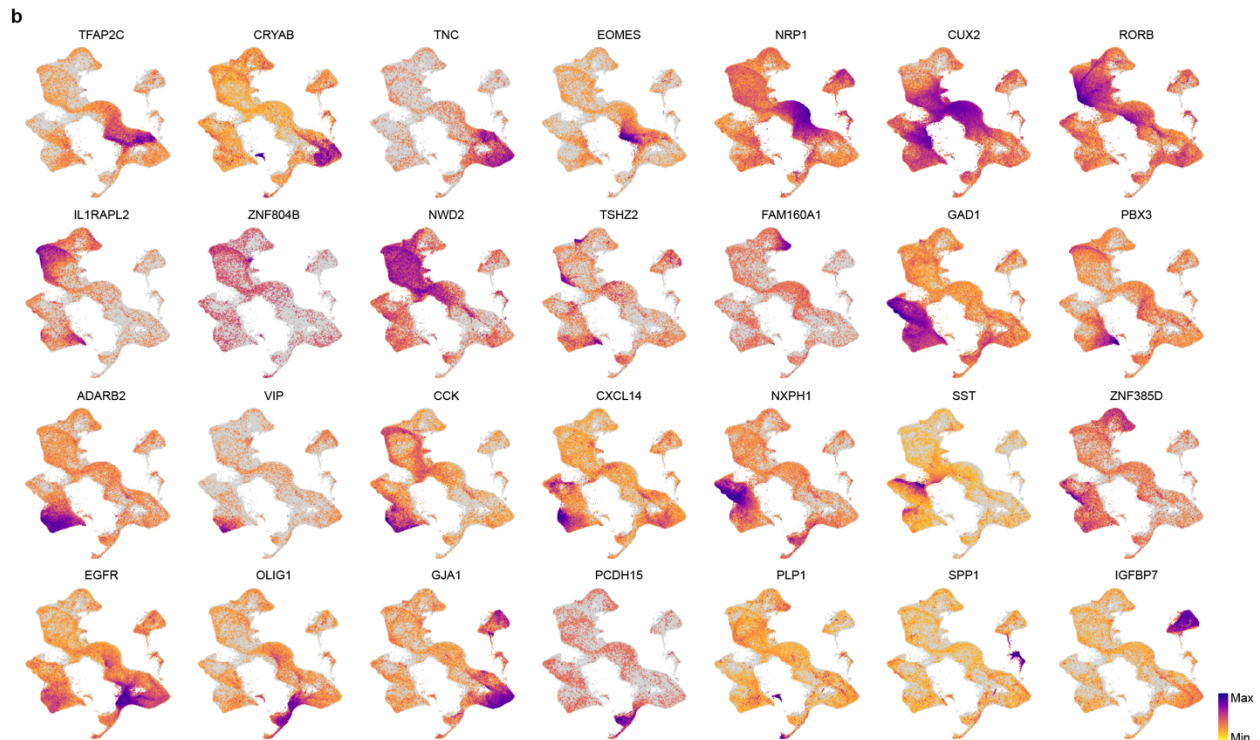 b
TFAP2C CRYAB TNC EOMES NRP1 CUX2 RORB
IL1RAPL2 ZNF804B NWD2 TSHZ2 FAM160A1 GAD1 PBX3
ADARB2 VIP CCK CXCL14 NXPH1 SST ZNF385D
EGFR OLIG1 GJA1 PCDH15 PLP1 SPP1 IGFBP7
Max
Min